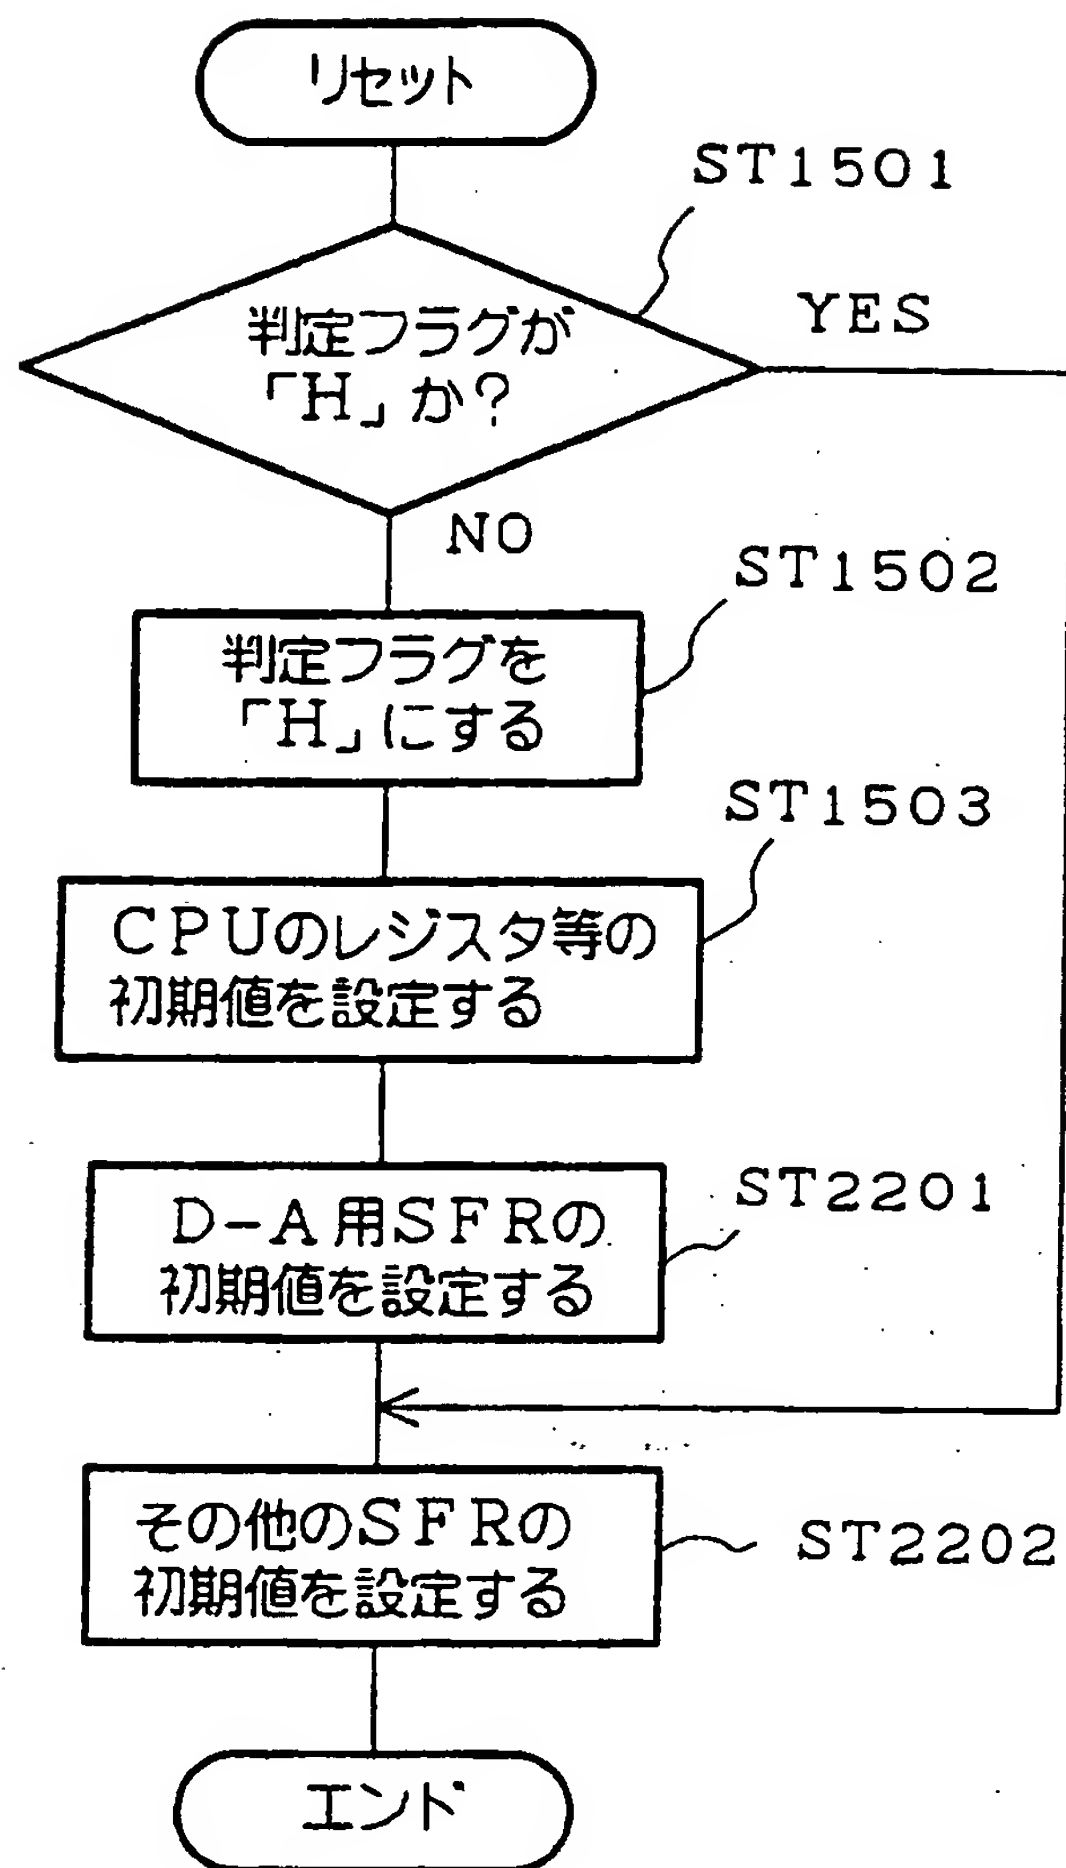 リセット
ST1501
判定フラグが
「H」か?
YES
NO
ST1502
判定フラグを
「H」にする
ST1503
CPUのレジスタ等の
初期値を設定する
ST2201
D-A用SFRの
初期値を設定する
その他のSFRの
初期値を設定する
ST2202
エンド